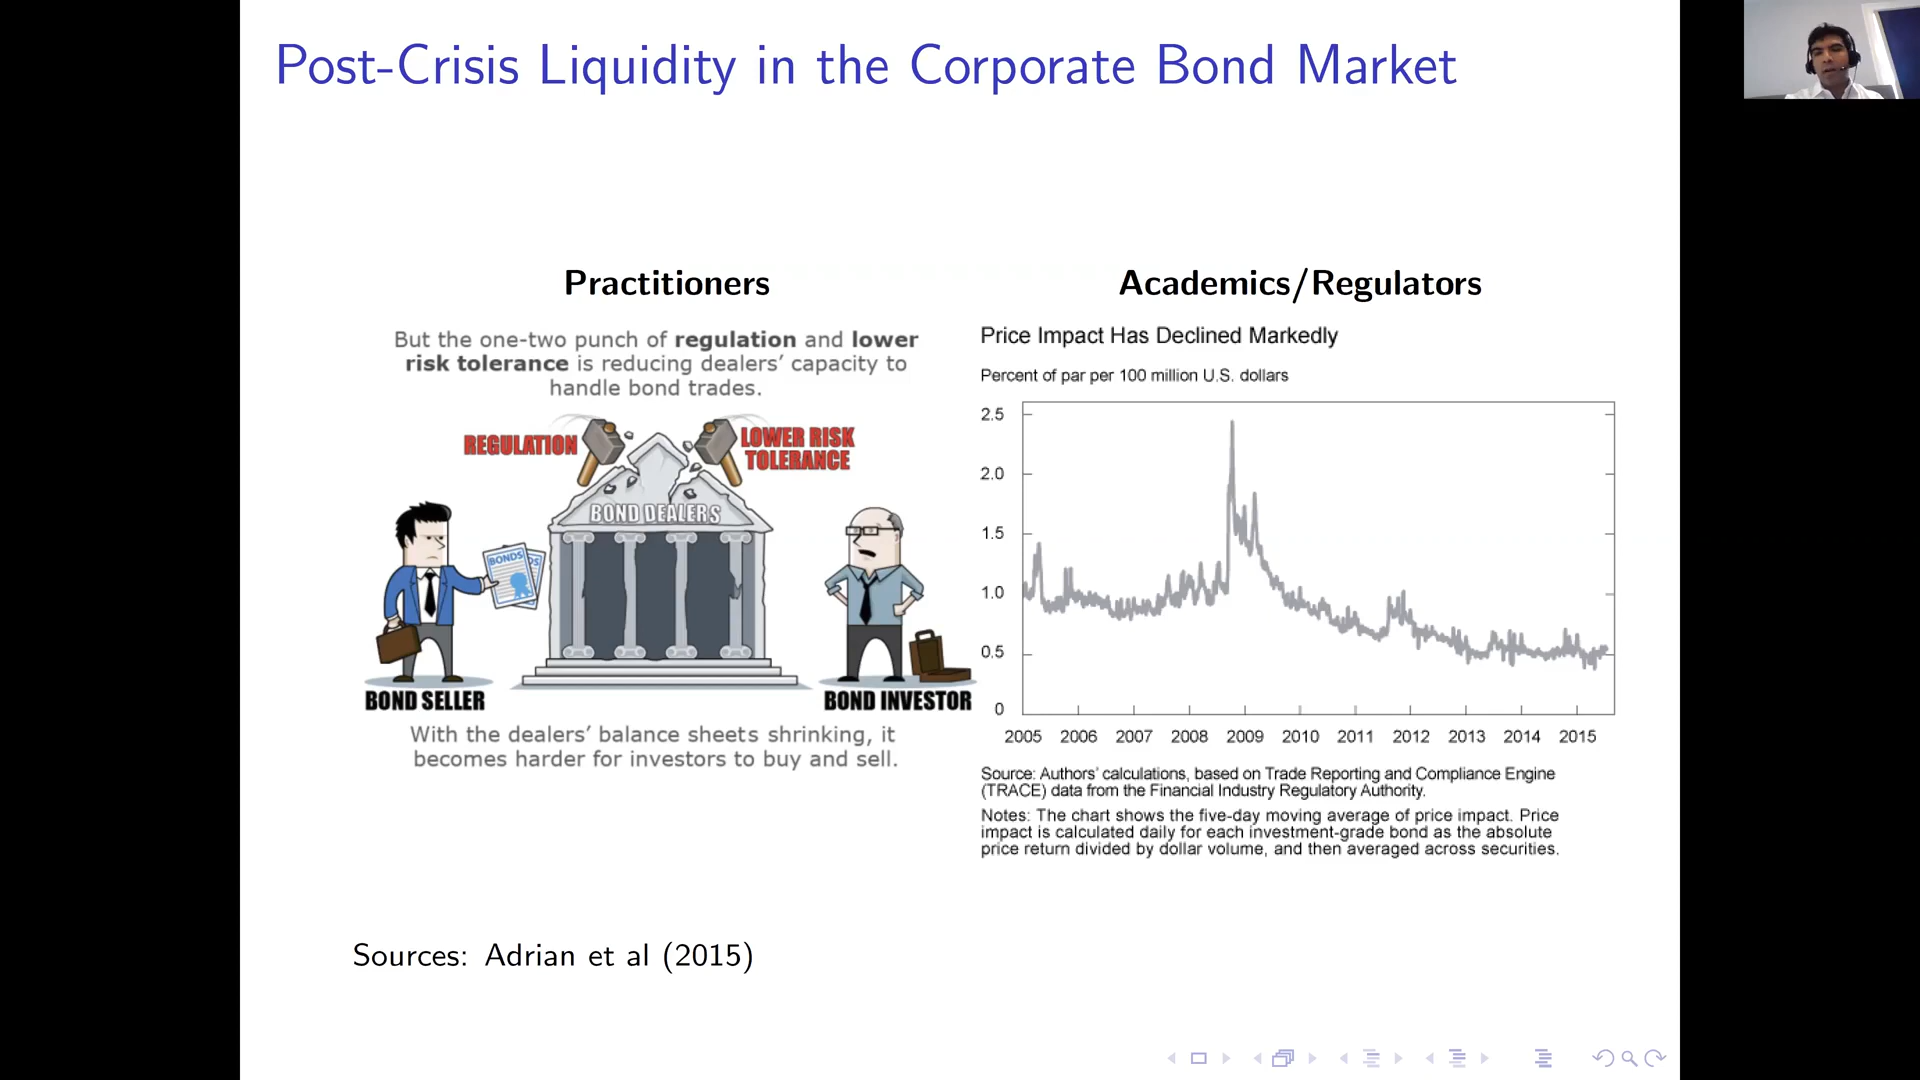 Post-Crisis Liquidity in the Corporate Bond Market
Practitioners
But the one-two punch of regulation and lower
risk tolerance is reducing dealers' capacity to
handle bond trades.
REGULATION
LOWER RISK
TOLERANCE
BOND DEALERS
BONDS
DS
BOND SELLER
BOND INVESTOR
With the dealers' balance sheets shrinking, it
becomes harder for investors to buy and sell.
Academics/Regulators
Price Impact Has Declined Markedly
Percent of par per 100 million U.S. dollars
2.5
2.0
1.5
1.0
0.5
0
2005 2006 2007 2008 2009 2010 2011 2012 2013 2014 2015
Source: Authors' calculations, based on Trade Reporting and Compliance Engine
(TRACE) data from the Financial Industry Regulatory Authority.
Notes: The chart shows the five-day moving average of price impact. Price
impact is calculated daily for each investment-grade bond as the absolute
price return divided by dollar volume, and then averaged across securities.
Sources: Adrian et al (2015)